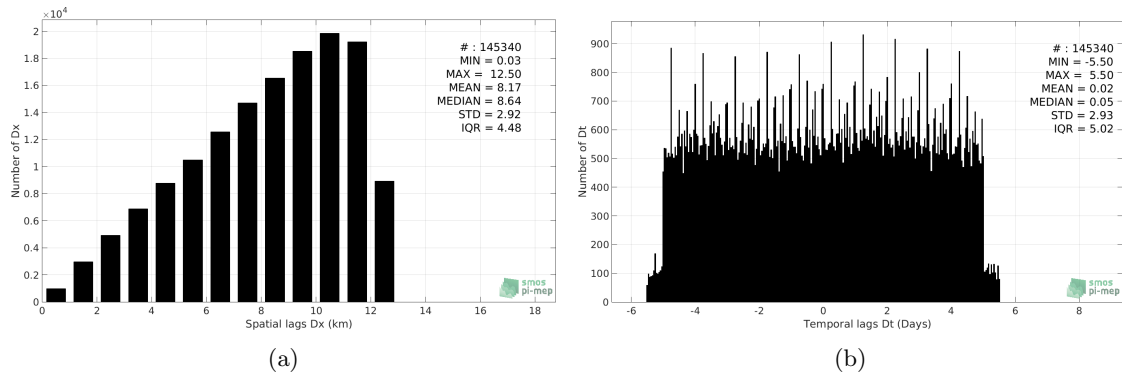 ×10⁴
2
1.8
1.6
1.4
1.2
1
0.8
0.6
0.4
0.2
0
Number of Dx
# : 145340
MIN = 0.03
MAX = 12.50
MEAN = 8.17
MEDIAN = 8.64
STD = 2.92
IQR = 4.48
smos
pi-mep
0 2 4 6 8 10 12 14 16 18
Spatial lags Dx (km)
(a)
900
800
700
600
500
400
300
200
100
0
Number of Dt
# : 145340
MIN = -5.50
MAX = 5.50
MEAN = 0.02
MEDIAN = 0.05
STD = 2.93
IQR = 5.02
smos
pi-mep
-6 -4 -2 0 2 4 6 8
Temporal lags Dt (Days)
(b)